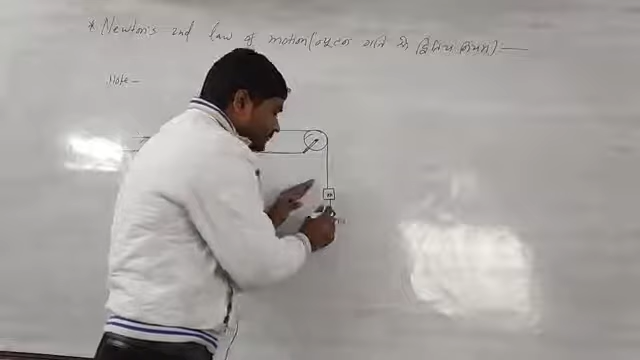 * Newton's 2nd law of motion (न्यूटन गति के द्वितीय नियम) —
Note -